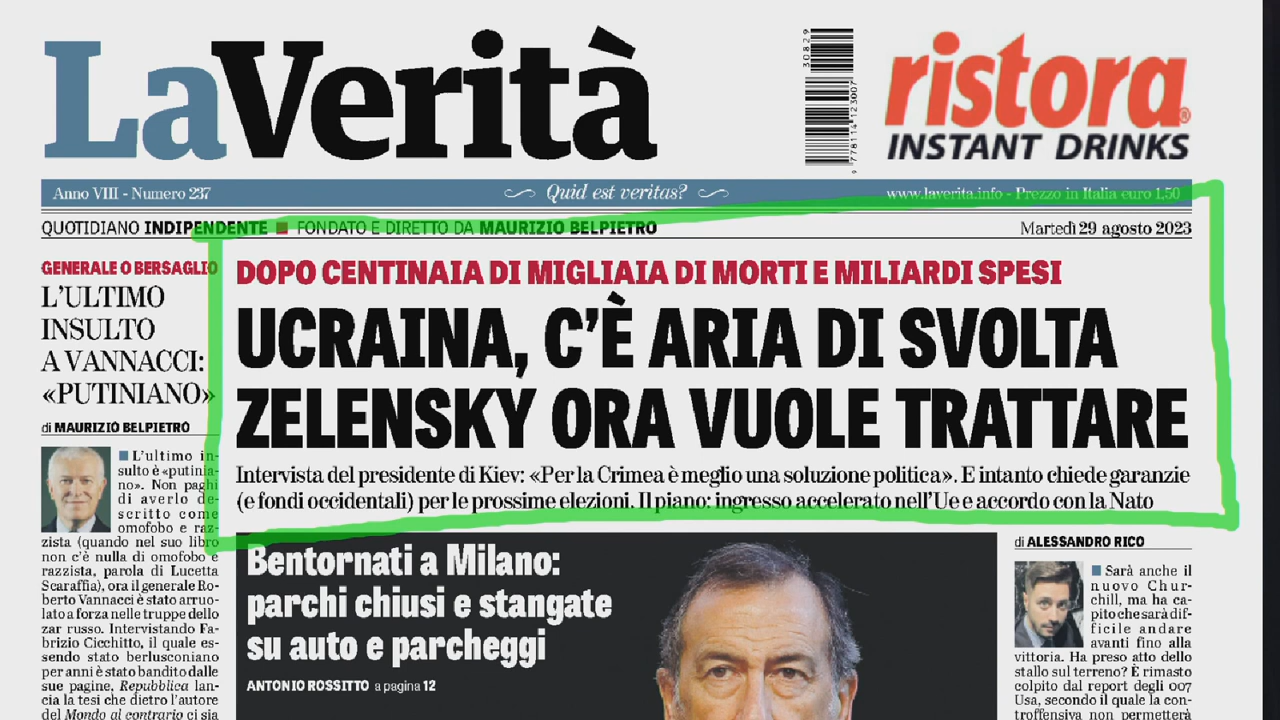 LaVerità
30829
9 778114 123007
ristora
INSTANT DRINKS
Anno VIII - Numero 237
Quid est veritas?
www.laverita.info - Prezzo in Italia euro 1,50
QUOTIDIANO INDIPENDENTE ■ FONDATO E DIRETTO DA MAURIZIO BELPIETRO
Martedì 29 agosto 2023
GENERALE O BERSAGLIO
L'ULTIMO
INSULTO
A VANNACCI:
«PUTINIANO»
di MAURIZIO BELPIETRO
■ L'ultimo in-
sulto è «putinia-
no». Non paghi
di averlo de-
scritto come
omofobo e raz-
zista (quando nel suo libro
non c'è nulla di omofobo e
razzista, parola di Lucetta
Scaraffia), ora il generale Ro-
berto Vannacci è stato arruo-
lato a forza nelle truppe dello
zar russo. Intervistando Fa-
brizio Cicchitto, il quale es-
sendo stato berlusconiano
per anni è stato bandito dalle
sue pagine, Repubblica lan-
cia la tesi che dietro l'autore
del Mondo al contrario ci sia
DOPO CENTINAIA DI MIGLIAIA DI MORTI E MILIARDI SPESI
UCRAINA, C'È ARIA DI SVOLTA
ZELENSKY ORA VUOLE TRATTARE
Intervista del presidente di Kiev: «Per la Crimea è meglio una soluzione politica». E intanto chiede garanzie
(e fondi occidentali) per le prossime elezioni. Il piano: ingresso accelerato nell'Ue e accordo con la Nato
Bentornati a Milano:
parchi chiusi e stangate
su auto e parcheggi
ANTONIO ROSSITTO a pagina 12
di ALESSANDRO RICO
■ Sarà anche il
nuovo Chur-
chill, ma ha ca-
pito che sarà dif-
ficile andare
avanti fino alla
vittoria. Ha preso atto dello
stallo sul terreno? È rimasto
colpito dal report degli 007
Usa, secondo il quale la con-
troffensiva non permetterà